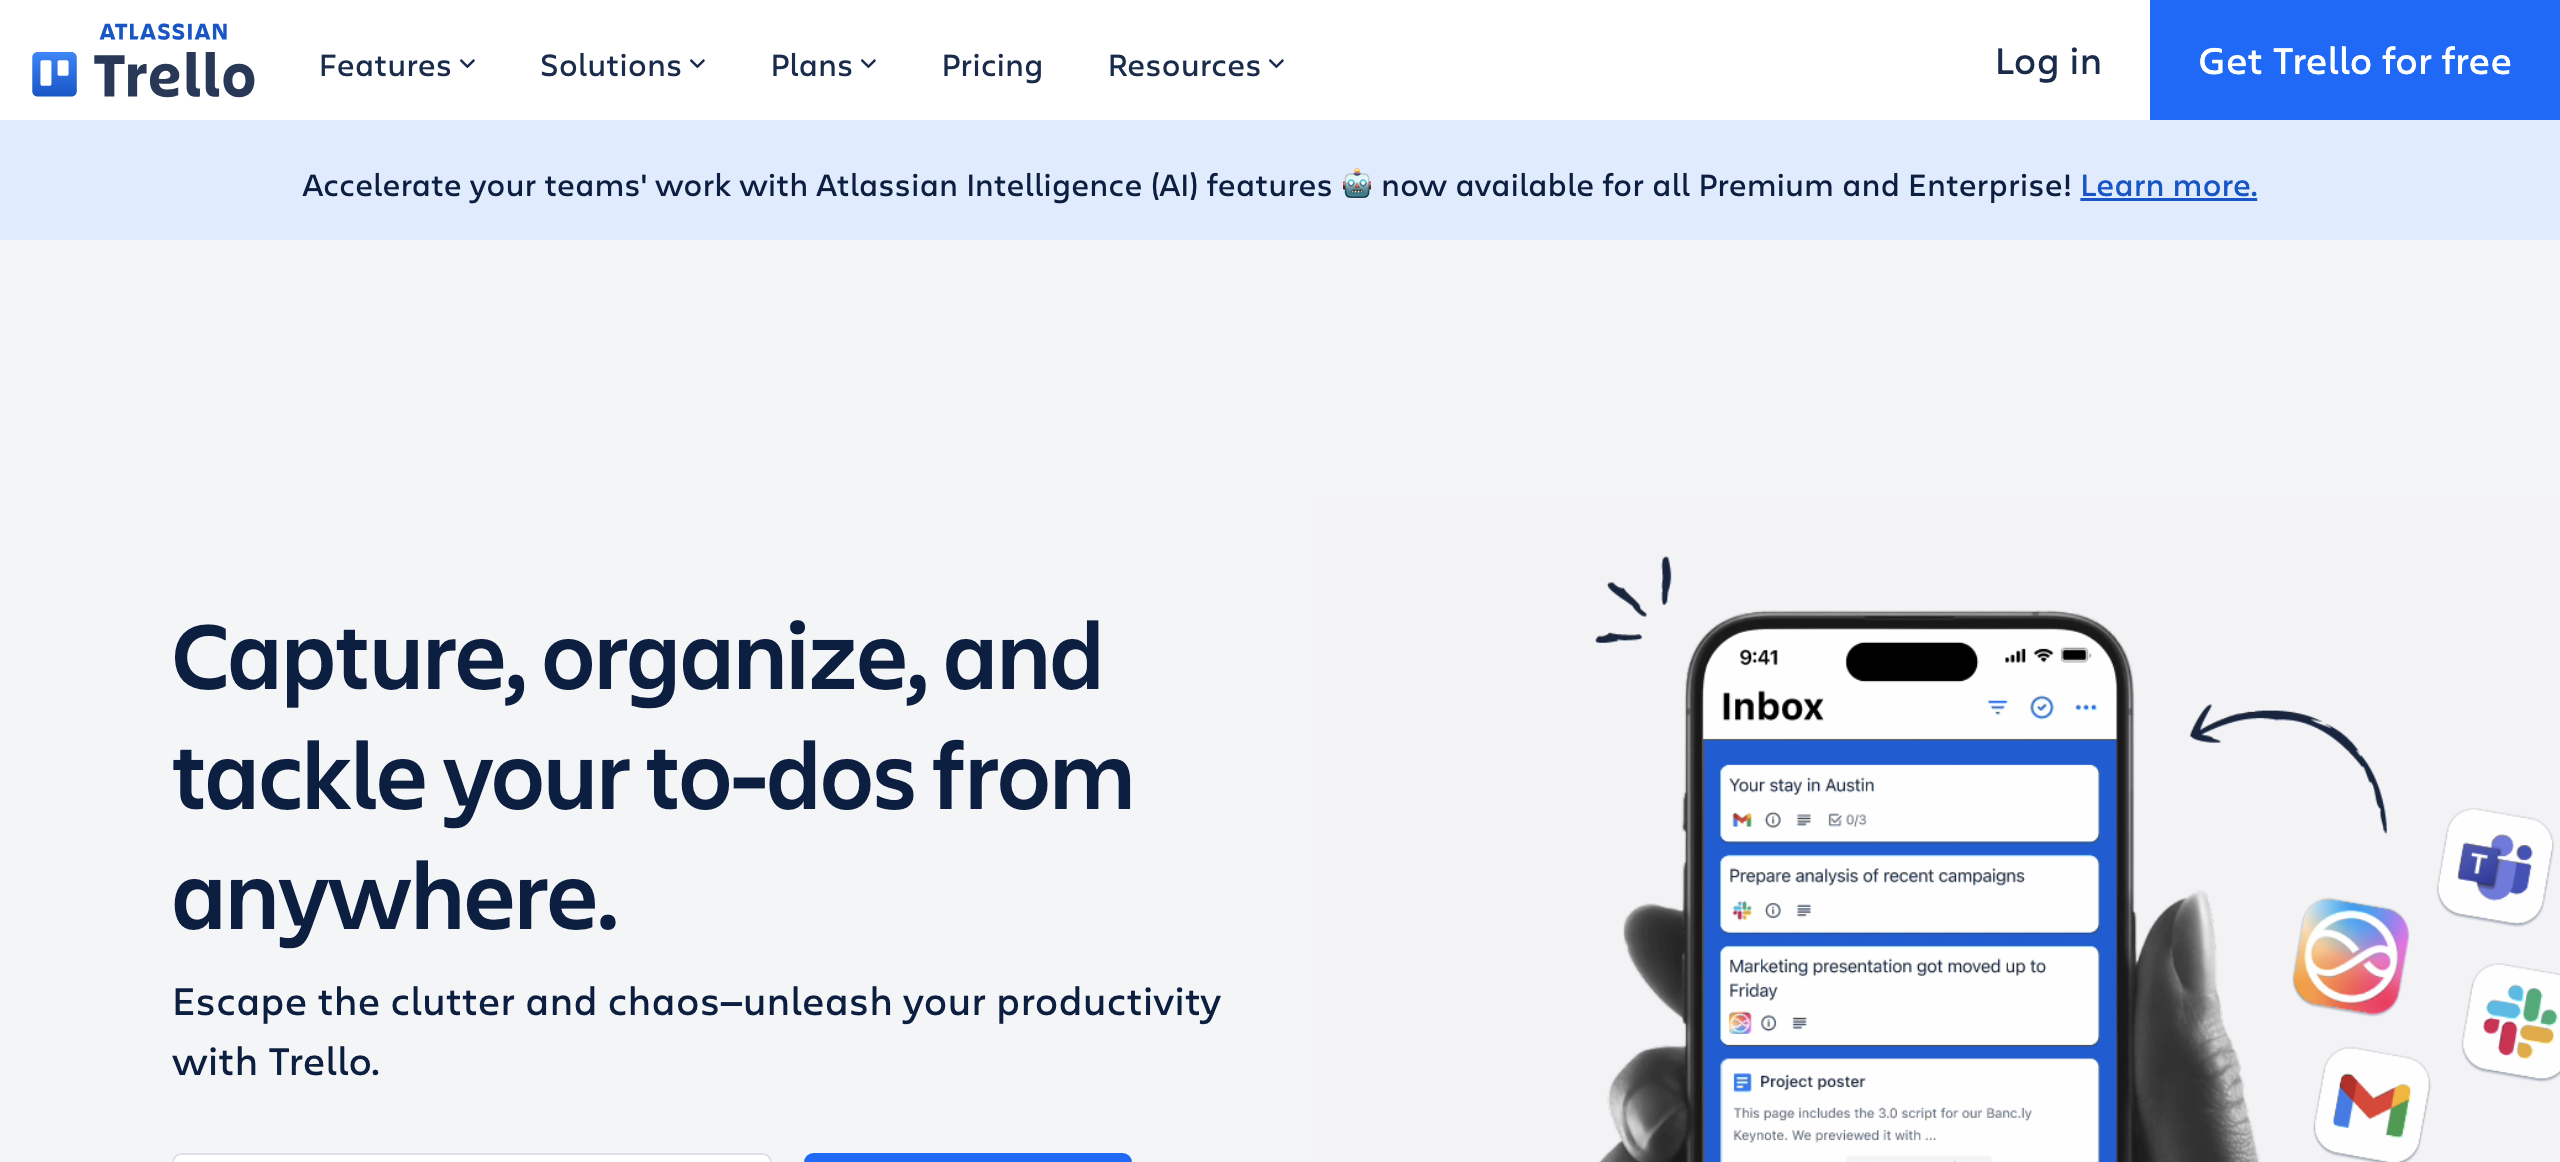 ATLASSIAN
Trello
Features
Solutions
Plans
Pricing
Resources
Log in
Get Trello for free
Accelerate your teams' work with Atlassian Intelligence (AI) features 🤖 now available for all Premium and Enterprise! Learn more.
Capture, organize, and
tackle your to-dos from
anywhere.
Escape the clutter and chaos—unleash your productivity
with Trello.
9:41
Inbox
Your stay in Austin
0/3
Prepare analysis of recent campaigns
Marketing presentation got moved up to
Friday
Project poster
This page includes the 3.0 script for our Banc.ly
Keynote. We previewed it with ...
T